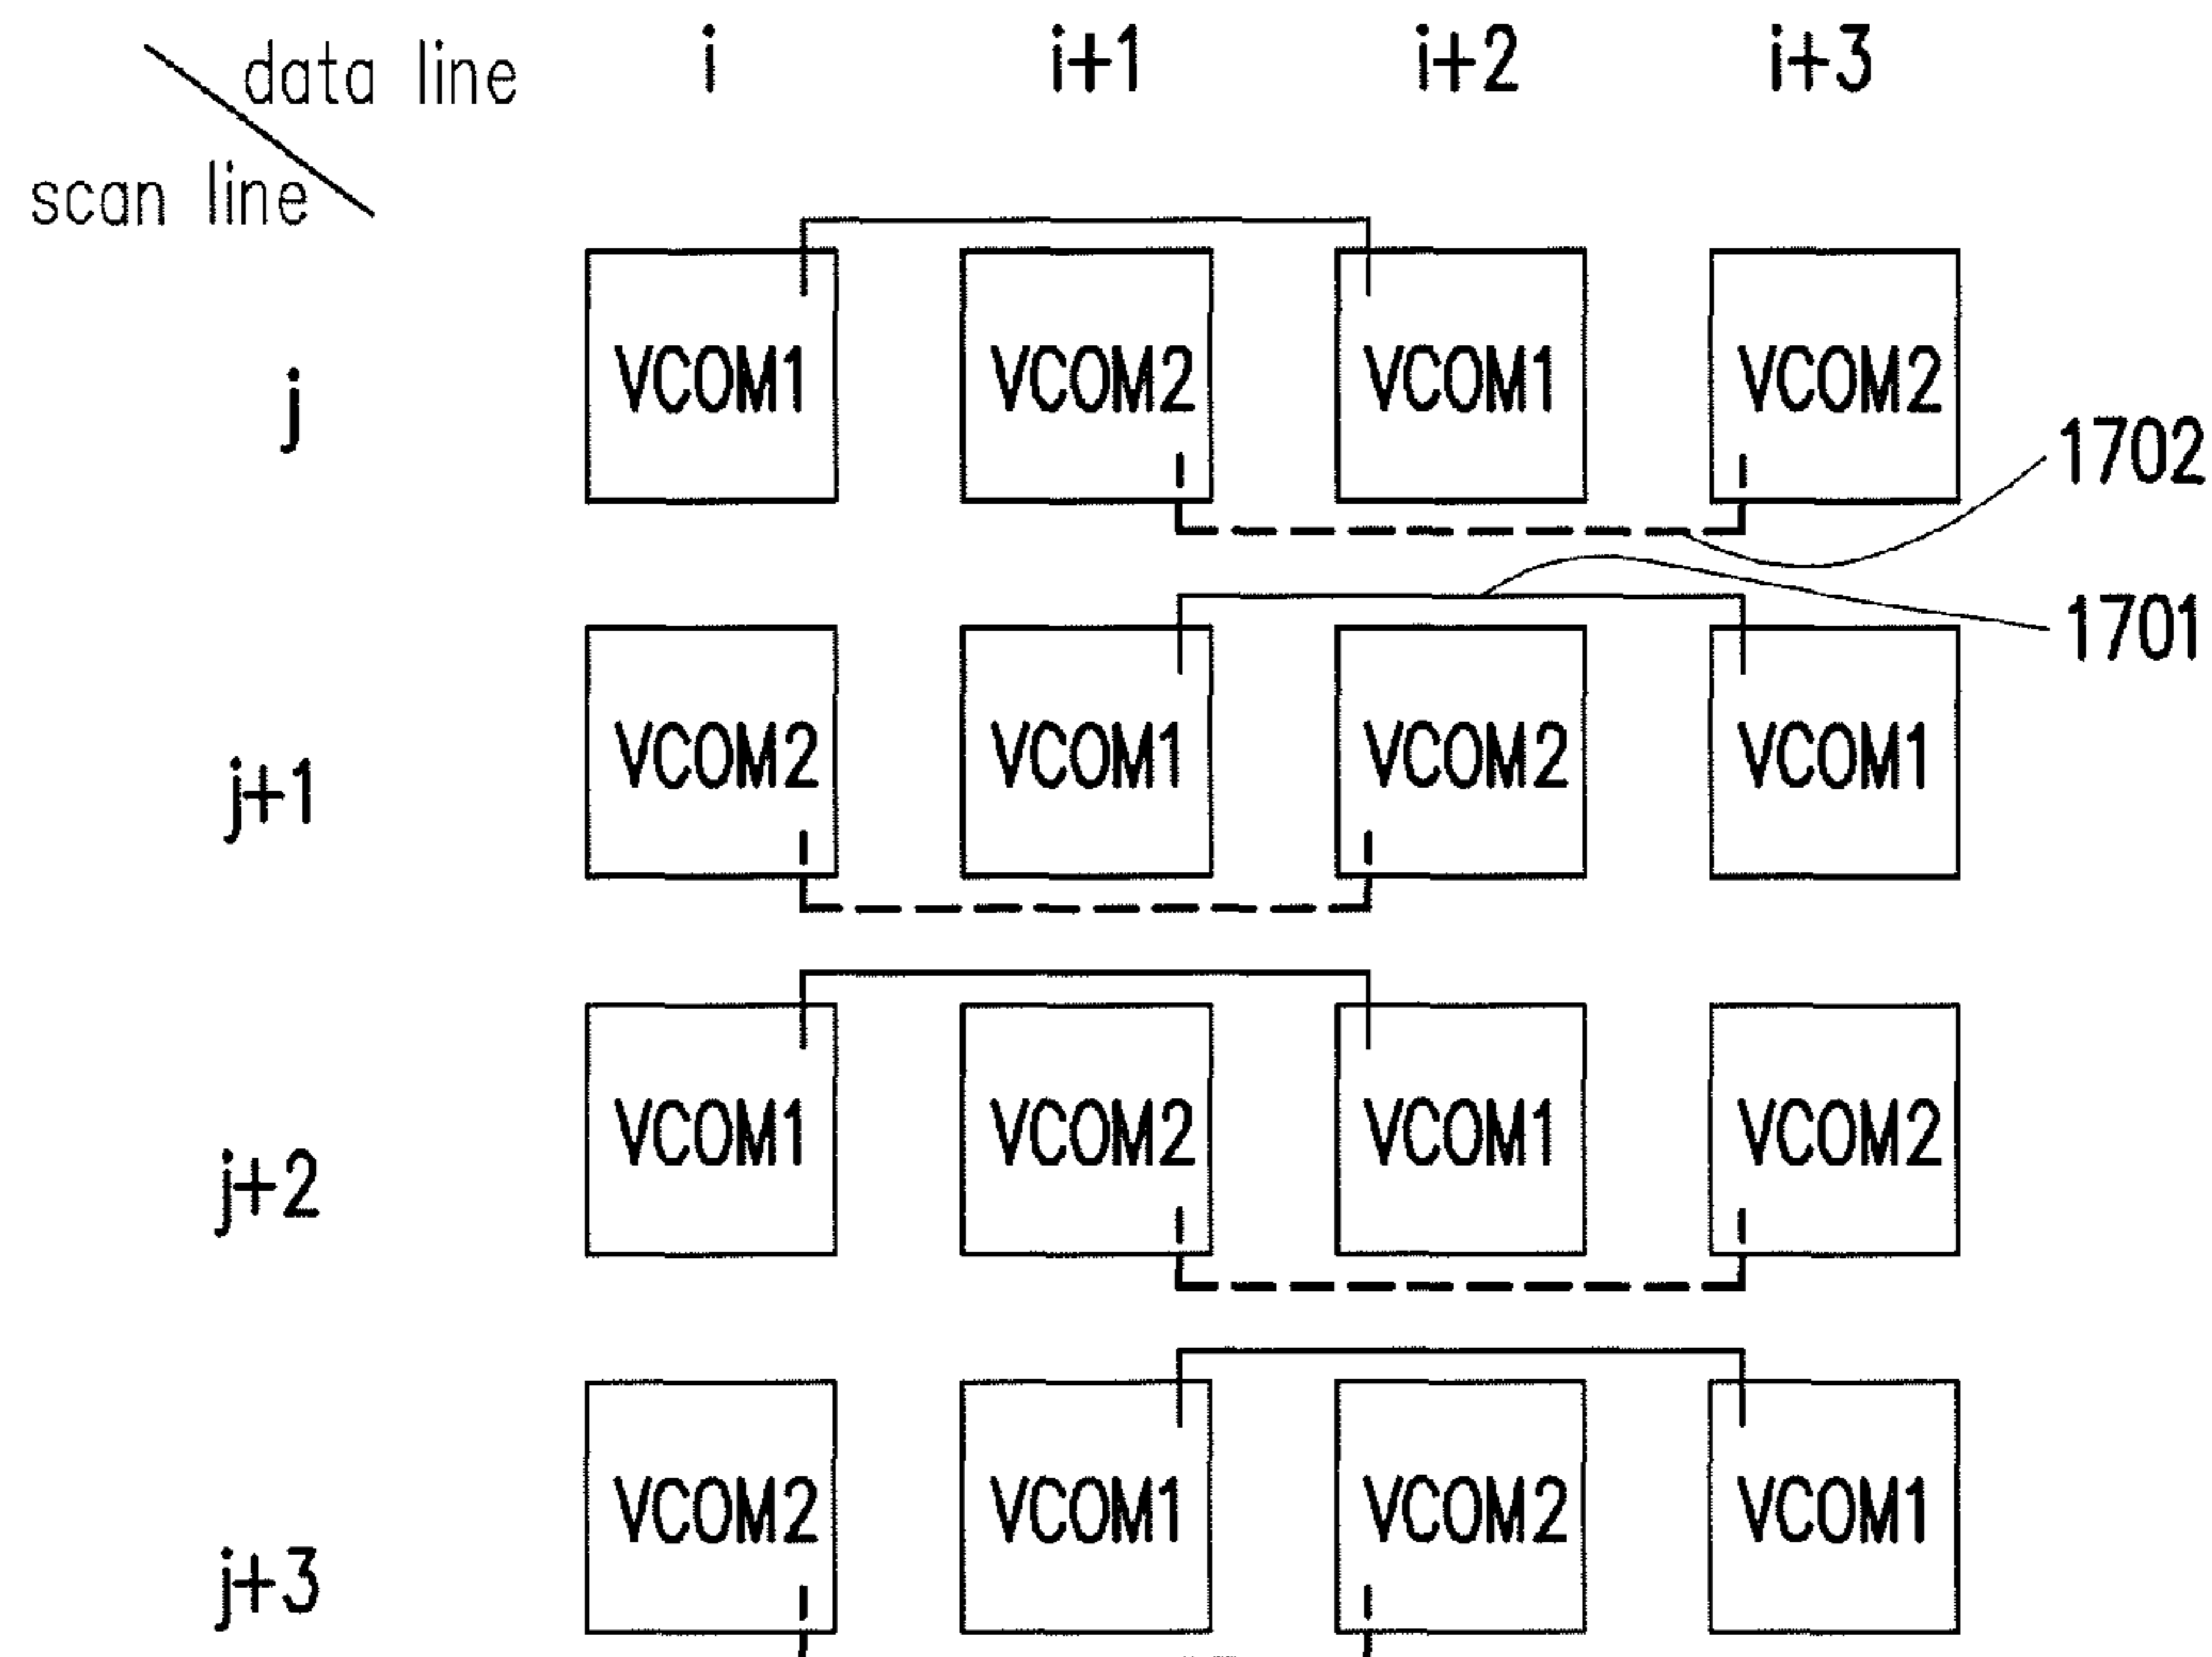 data line
scan line
i i+1 i+2 i+3
j VCOM1 VCOM2 VCOM1 VCOM2
1702
1701
j+1 VCOM2 VCOM1 VCOM2 VCOM1
j+2 VCOM1 VCOM2 VCOM1 VCOM2
j+3 VCOM2 VCOM1 VCOM2 VCOM1